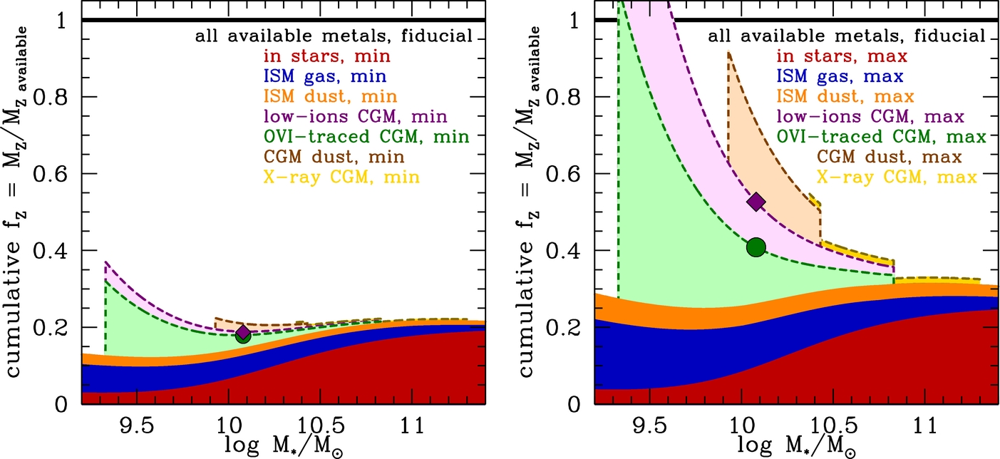 1
0.8
0.6
0.4
0.2
0
cumulative f_Z = M_Z/M_Z available
all available metals, fiducial
in stars, min
ISM gas, min
ISM dust, min
low-ions CGM, min
OVI-traced CGM, min
CGM dust, min
X-ray CGM, min
9.5 10 10.5 11
log M_*/M_⊙
1
0.8
0.6
0.4
0.2
0
cumulative f_Z = M_Z/M_Z available
all available metals, fiducial
in stars, max
ISM gas, max
ISM dust, max
low-ions CGM, max
OVI-traced CGM, max
CGM dust, max
X-ray CGM, max
9.5 10 10.5 11
log M_*/M_⊙